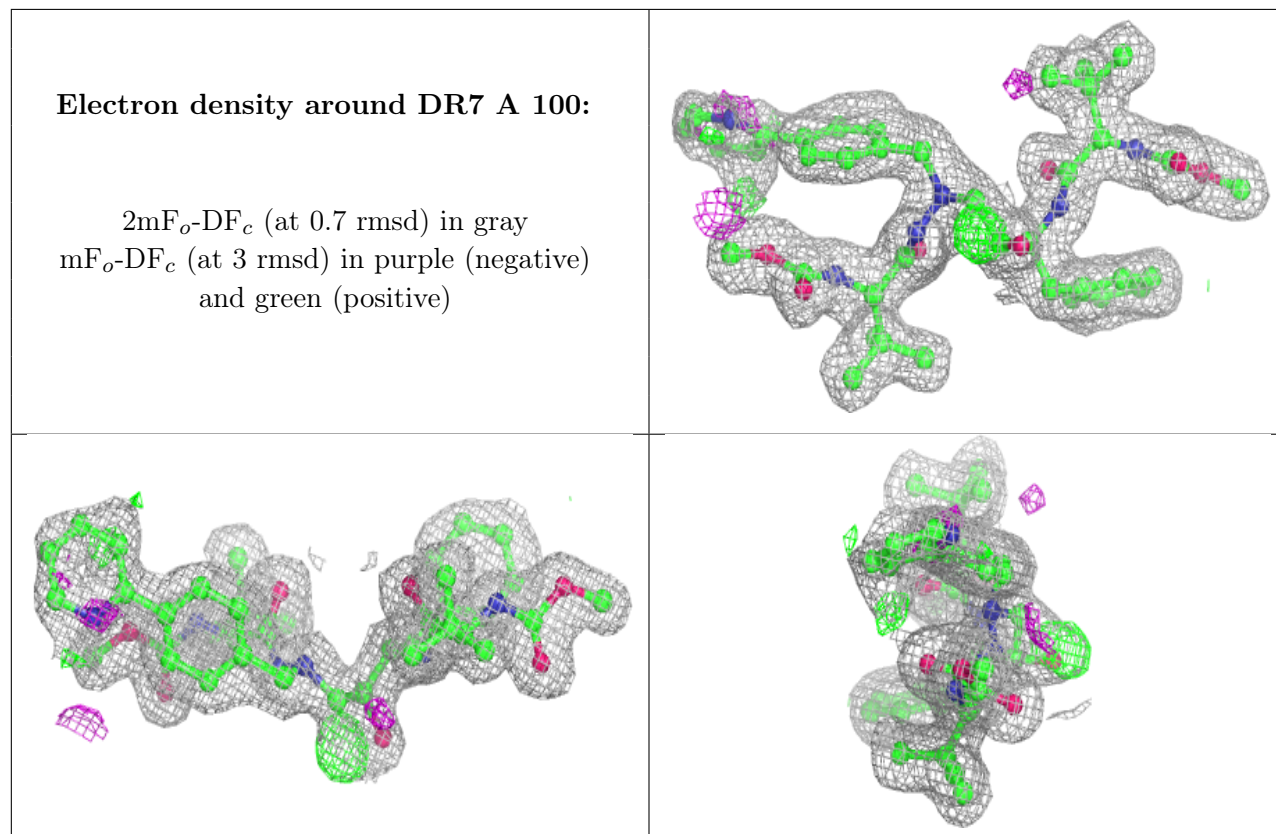 Electron density around DR7 A 100:
2mFo-DFc (at 0.7 rmsd) in gray
mFo-DFc (at 3 rmsd) in purple (negative)
and green (positive)